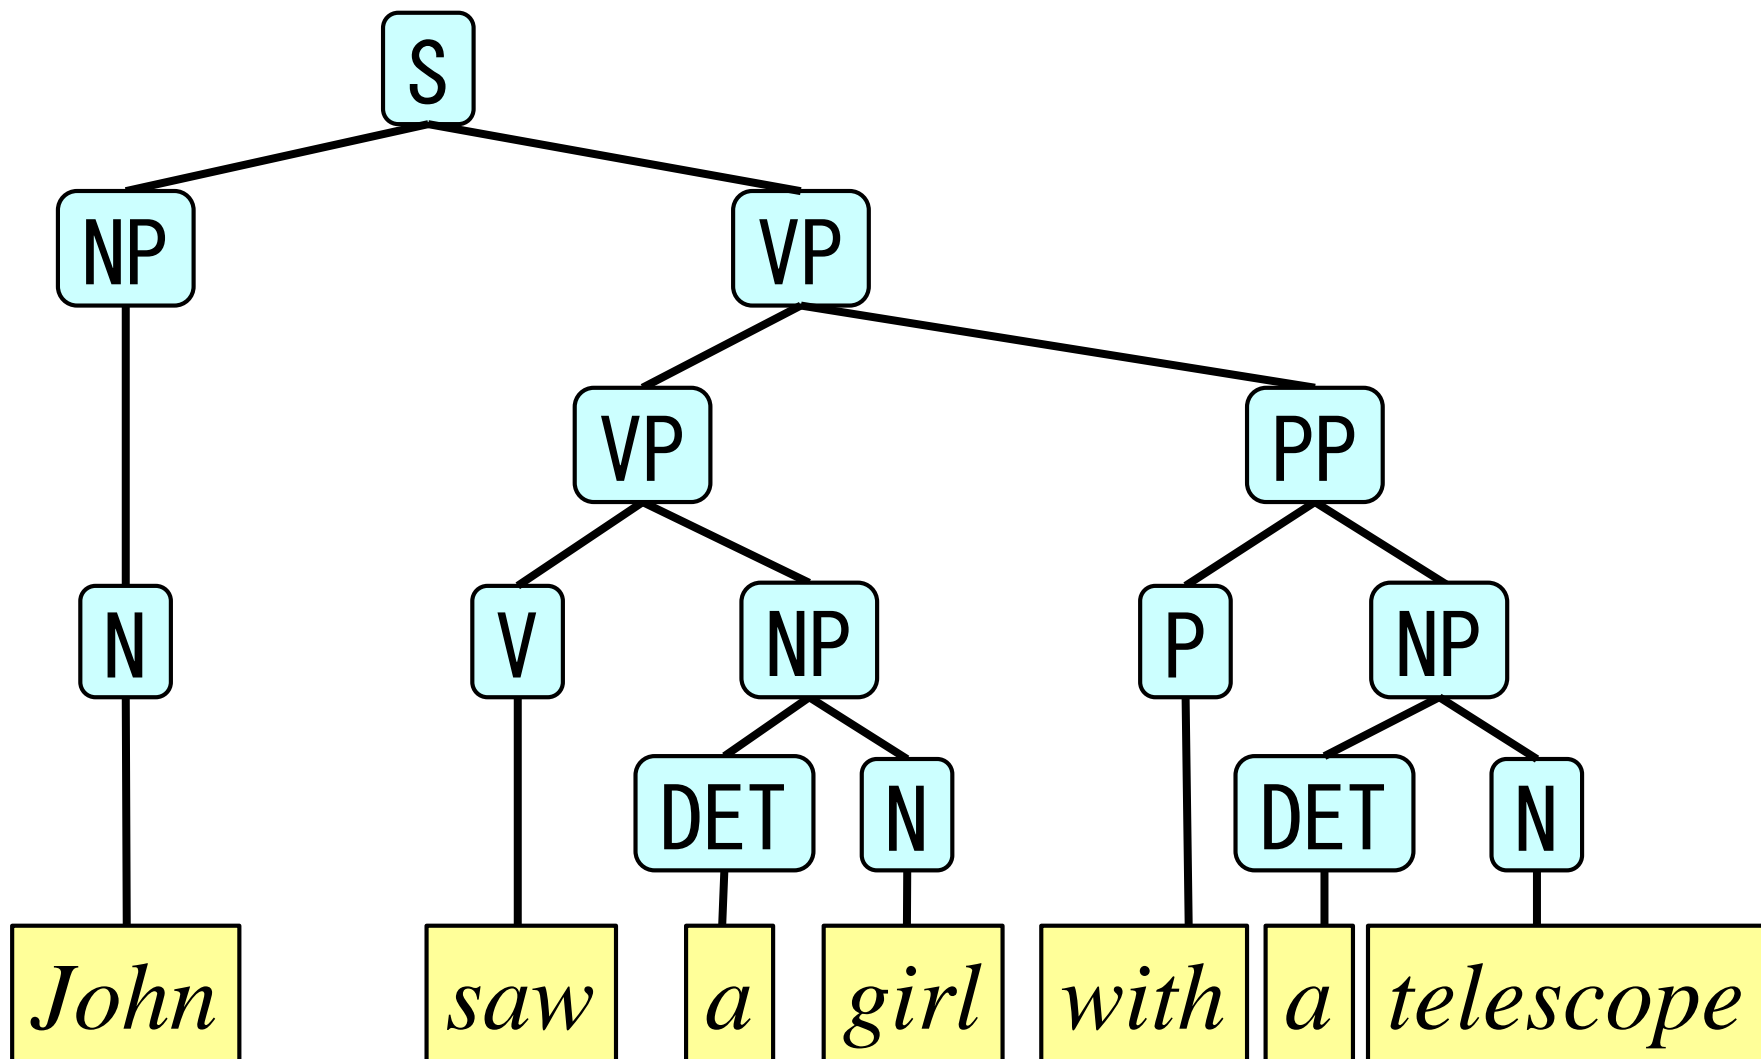 S
NP VP
VP PP
N V NP P NP
DET N DET N
John saw a girl with a telescope